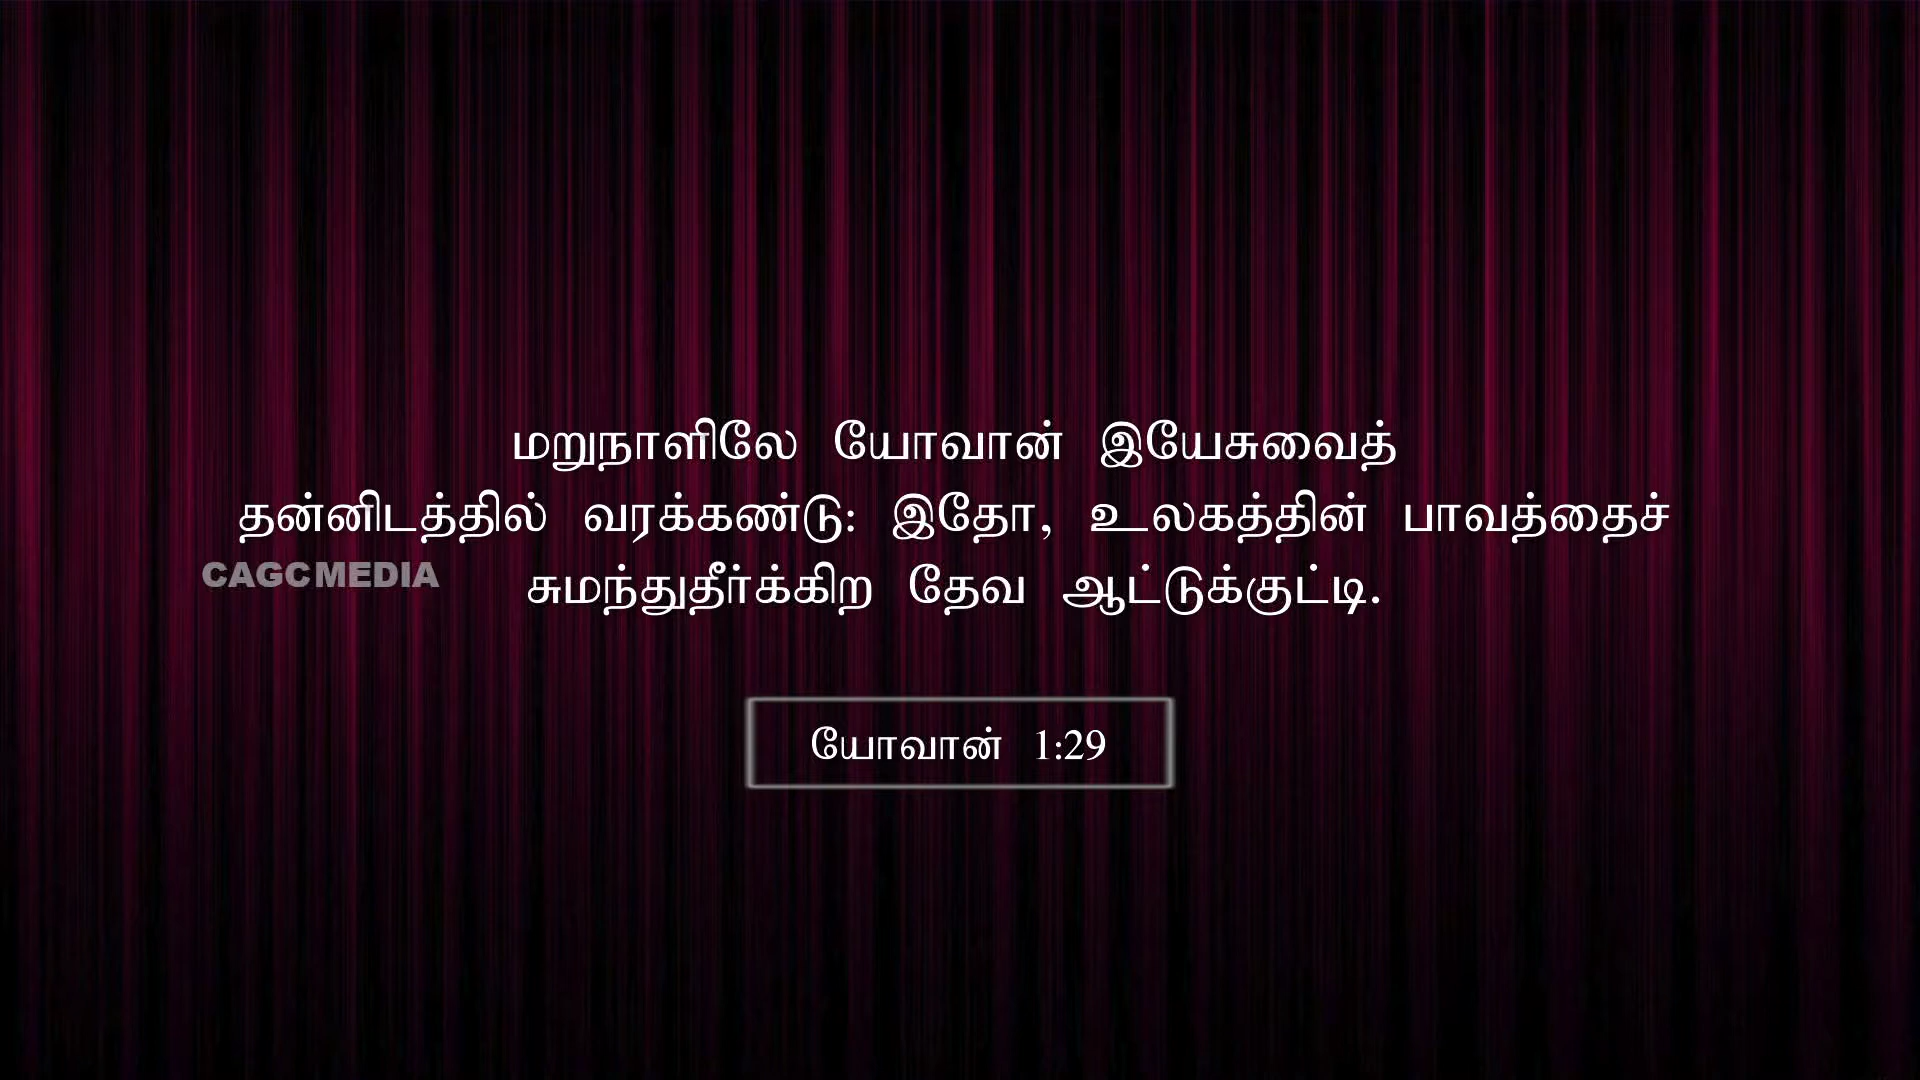 மறுநாளிலே யோவான் இயேசுவைத்
தன்னிடத்தில் வரக்கண்டு: இதோ, உலகத்தின் பாவத்தைச்
சுமந்துதீர்க்கிற தேவ ஆட்டுக்குட்டி.
CAGCMEDIA
யோவான் 1:29